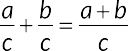 a/c + b/c = (a + b)/c